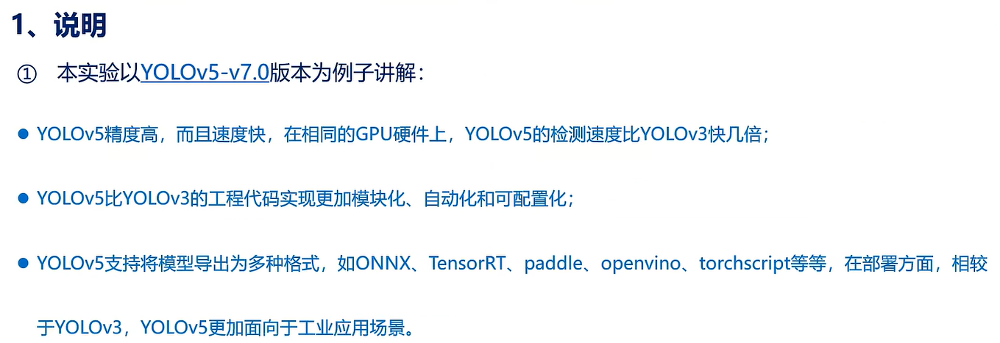 1、说明
① 本实验以YOLOv5-v7.0版本为例子讲解：
● YOLOv5精度高，而且速度快，在相同的GPU硬件上，YOLOv5的检测速度比YOLOv3快几倍；
● YOLOv5比YOLOv3的工程代码实现更加模块化、自动化和可配置化；
● YOLOv5支持将模型导出为多种格式，如ONNX、TensorRT、paddle、openvino、torchscript等等，在部署方面，相较
于YOLOv3，YOLOv5更加面向于工业应用场景。